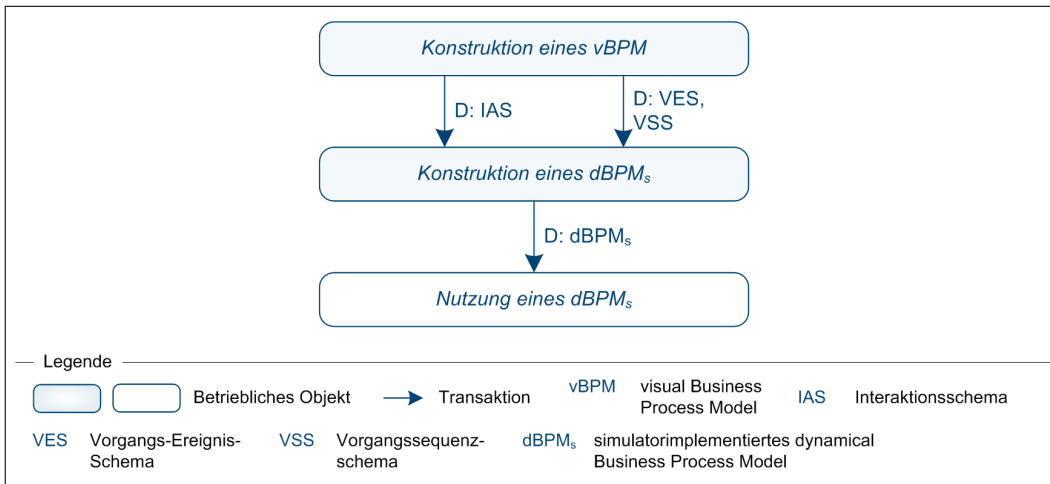 Konstruktion eines vBPM
D: IAS
D: VES,
VSS
Konstruktion eines dBPMs
D: dBPMs
Nutzung eines dBPMs
Legende
Betriebliches Objekt
Transaktion
vBPM
visual Business
Process Model
IAS
Interaktionsschema
VES
Vorgangs-Ereignis-
Schema
VSS
Vorgangssequenz-
schema
dBPMs
simulatorimplementiertes dynamical
Business Process Model